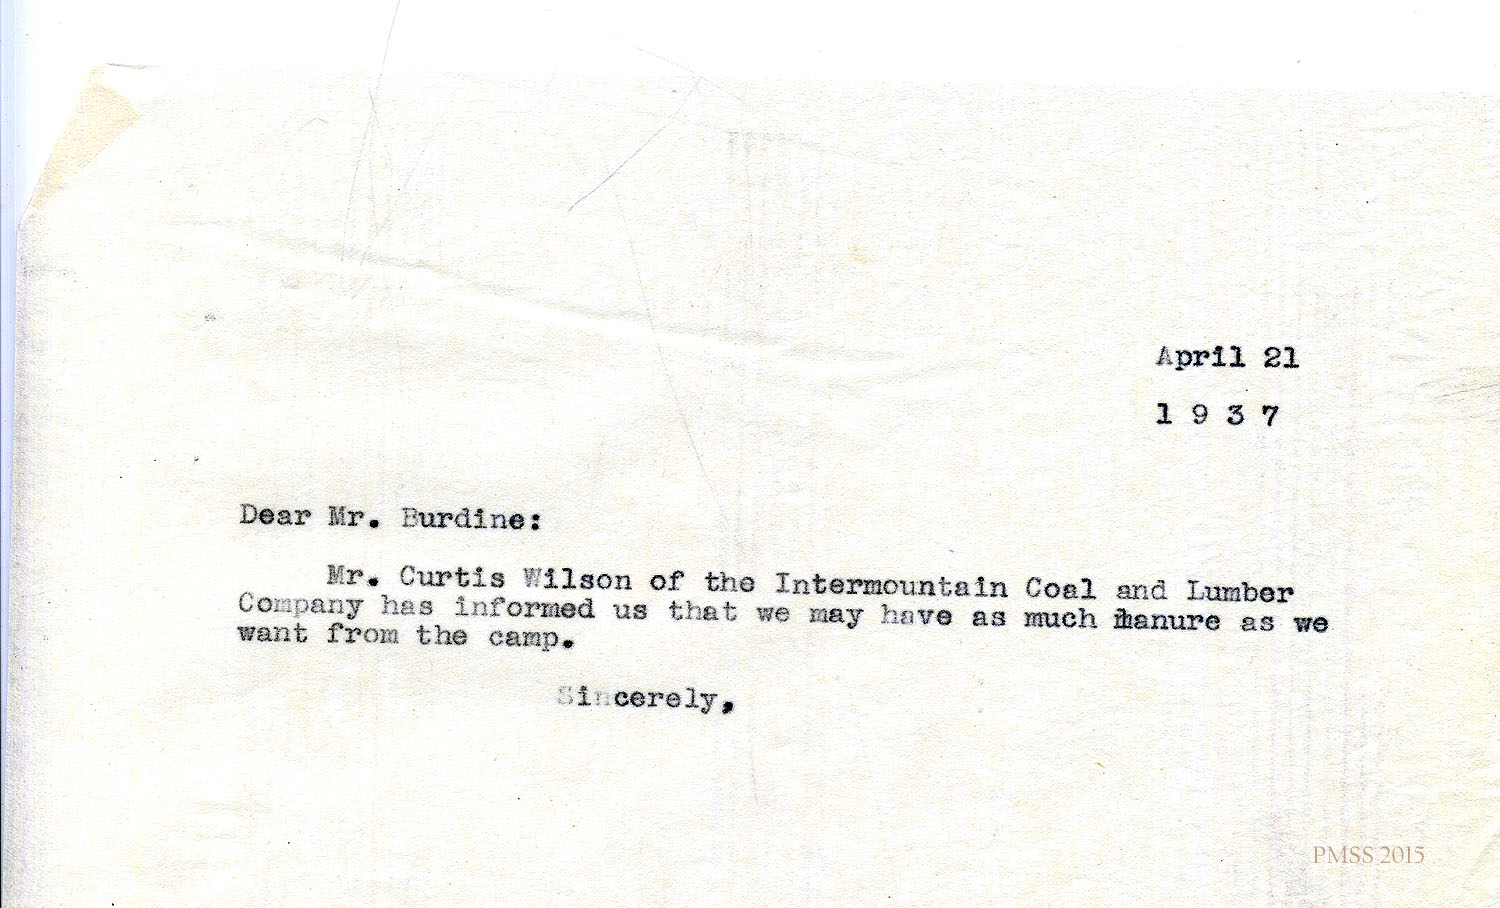 April 21
1 9 3 7
Dear Mr. Burdine:
Mr. Curtis Wilson of the Intermountain Coal and Lumber
Company has informed us that we may have as much manure as we
want from the camp.
Sincerely,
PMSS 2015